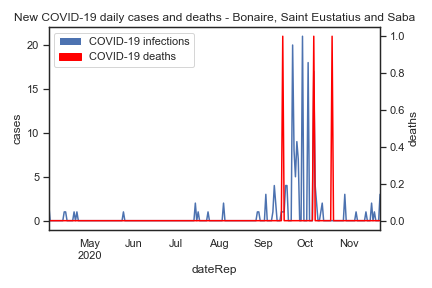 New COVID-19 daily cases and deaths - Bonaire, Saint Eustatius and Saba
COVID-19 infections
COVID-19 deaths
20
15
10
5
0
cases
1.0
0.8
0.6
0.4
0.2
0.0
deaths
May Jun Jul Aug Sep Oct Nov
2020
dateRep